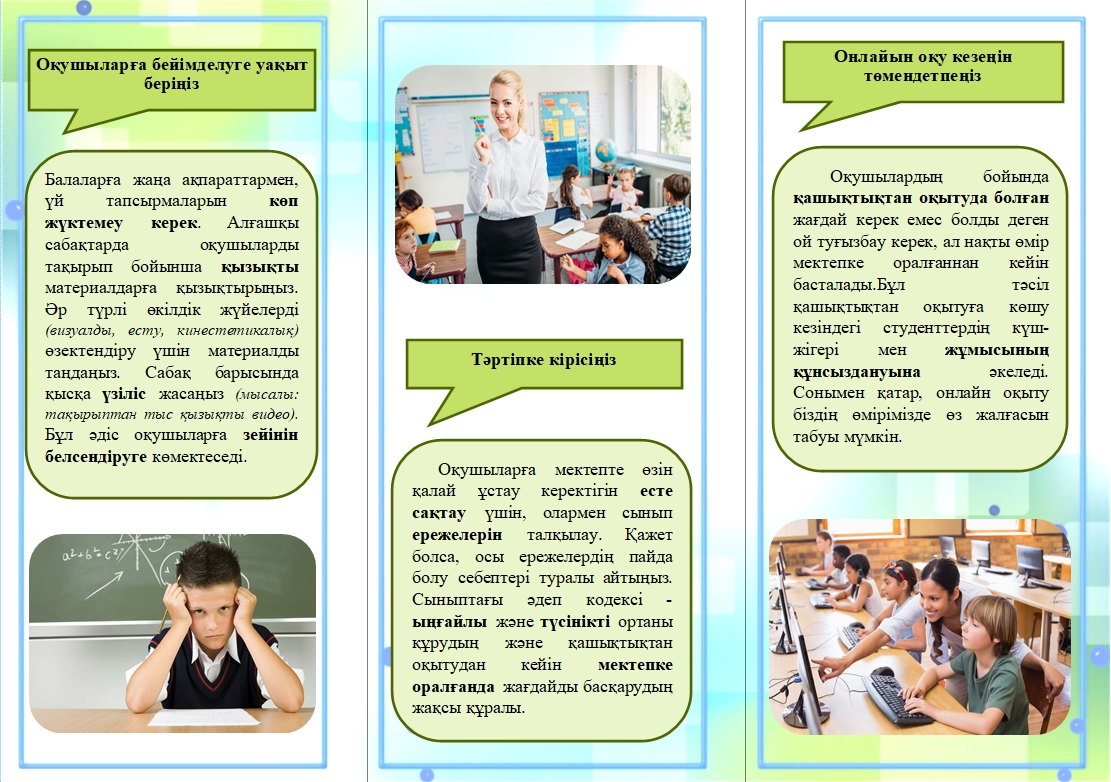 Оқушыларға бейімделуге уақыт
беріңіз
Балаларға жаңа ақпараттармен,
үй тапсырмаларын көп
жүктемеу керек. Алғашқы
сабақтарда оқушыларды
тақырып бойынша қызықты
материалдарға қызықтырыңыз.
Әр түрлі өкілдік жүйелерді
(визуалды, есту, кинестетикалық)
өзектендіру үшін материалды
таңдаңыз. Сабақ барысында
қысқа үзіліс жасаңыз (мысалы:
тақырыптан тыс қызықты видео).
Бұл әдіс оқушыларға зейінін
белсендіруге көмектеседі.
a²+b²=c²
Тәртіпке кірісіңіз
Оқушыларға мектепте өзін
қалай ұстау керектігін есте
сақтау үшін, олармен сынып
ережелерін талқылау. Қажет
болса, осы ережелердің пайда
болу себептері туралы айтыңыз.
Сыныптағы әдеп кодексі -
ыңғайлы және түсінікті ортаны
құрудың және қашықтықтан
оқытудан кейін мектепке
оралғанда жағдайды басқарудың
жақсы құралы.
Онлайын оқу кезеңін
төмендетпеңіз
Оқушылардың бойында
қашықтықтан оқытуда болған
жағдай керек емес болды деген
ой туғызбау керек, ал нақты өмір
мектепке оралғаннан кейін
басталады.Бұл тәсіл
қашықтықтан оқытуға көшу
кезіндегі студенттердің күш-
жігері мен жұмысының
құнсыздануына әкеледі.
Сонымен қатар, онлайн оқыту
біздің өмірімізде өз жалғасын
табуы мүмкін.